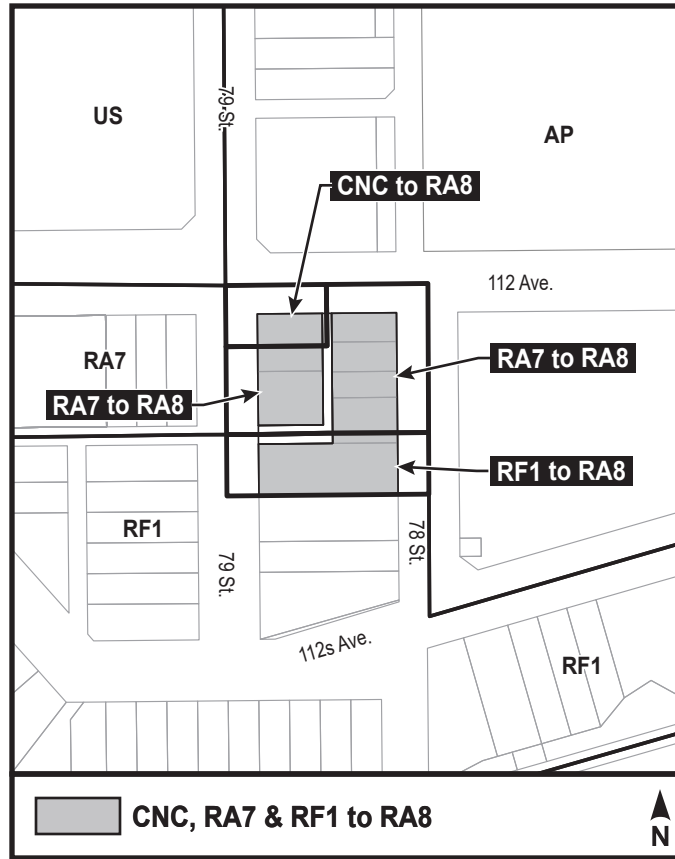 79 St.
US
AP
CNC to RA8
112 Ave.
RA7
RA7 to RA8
RA7 to RA8
RF1 to RA8
RF1
79 St.
78 St.
112s Ave.
RF1
CNC, RA7 & RF1 to RA8
N